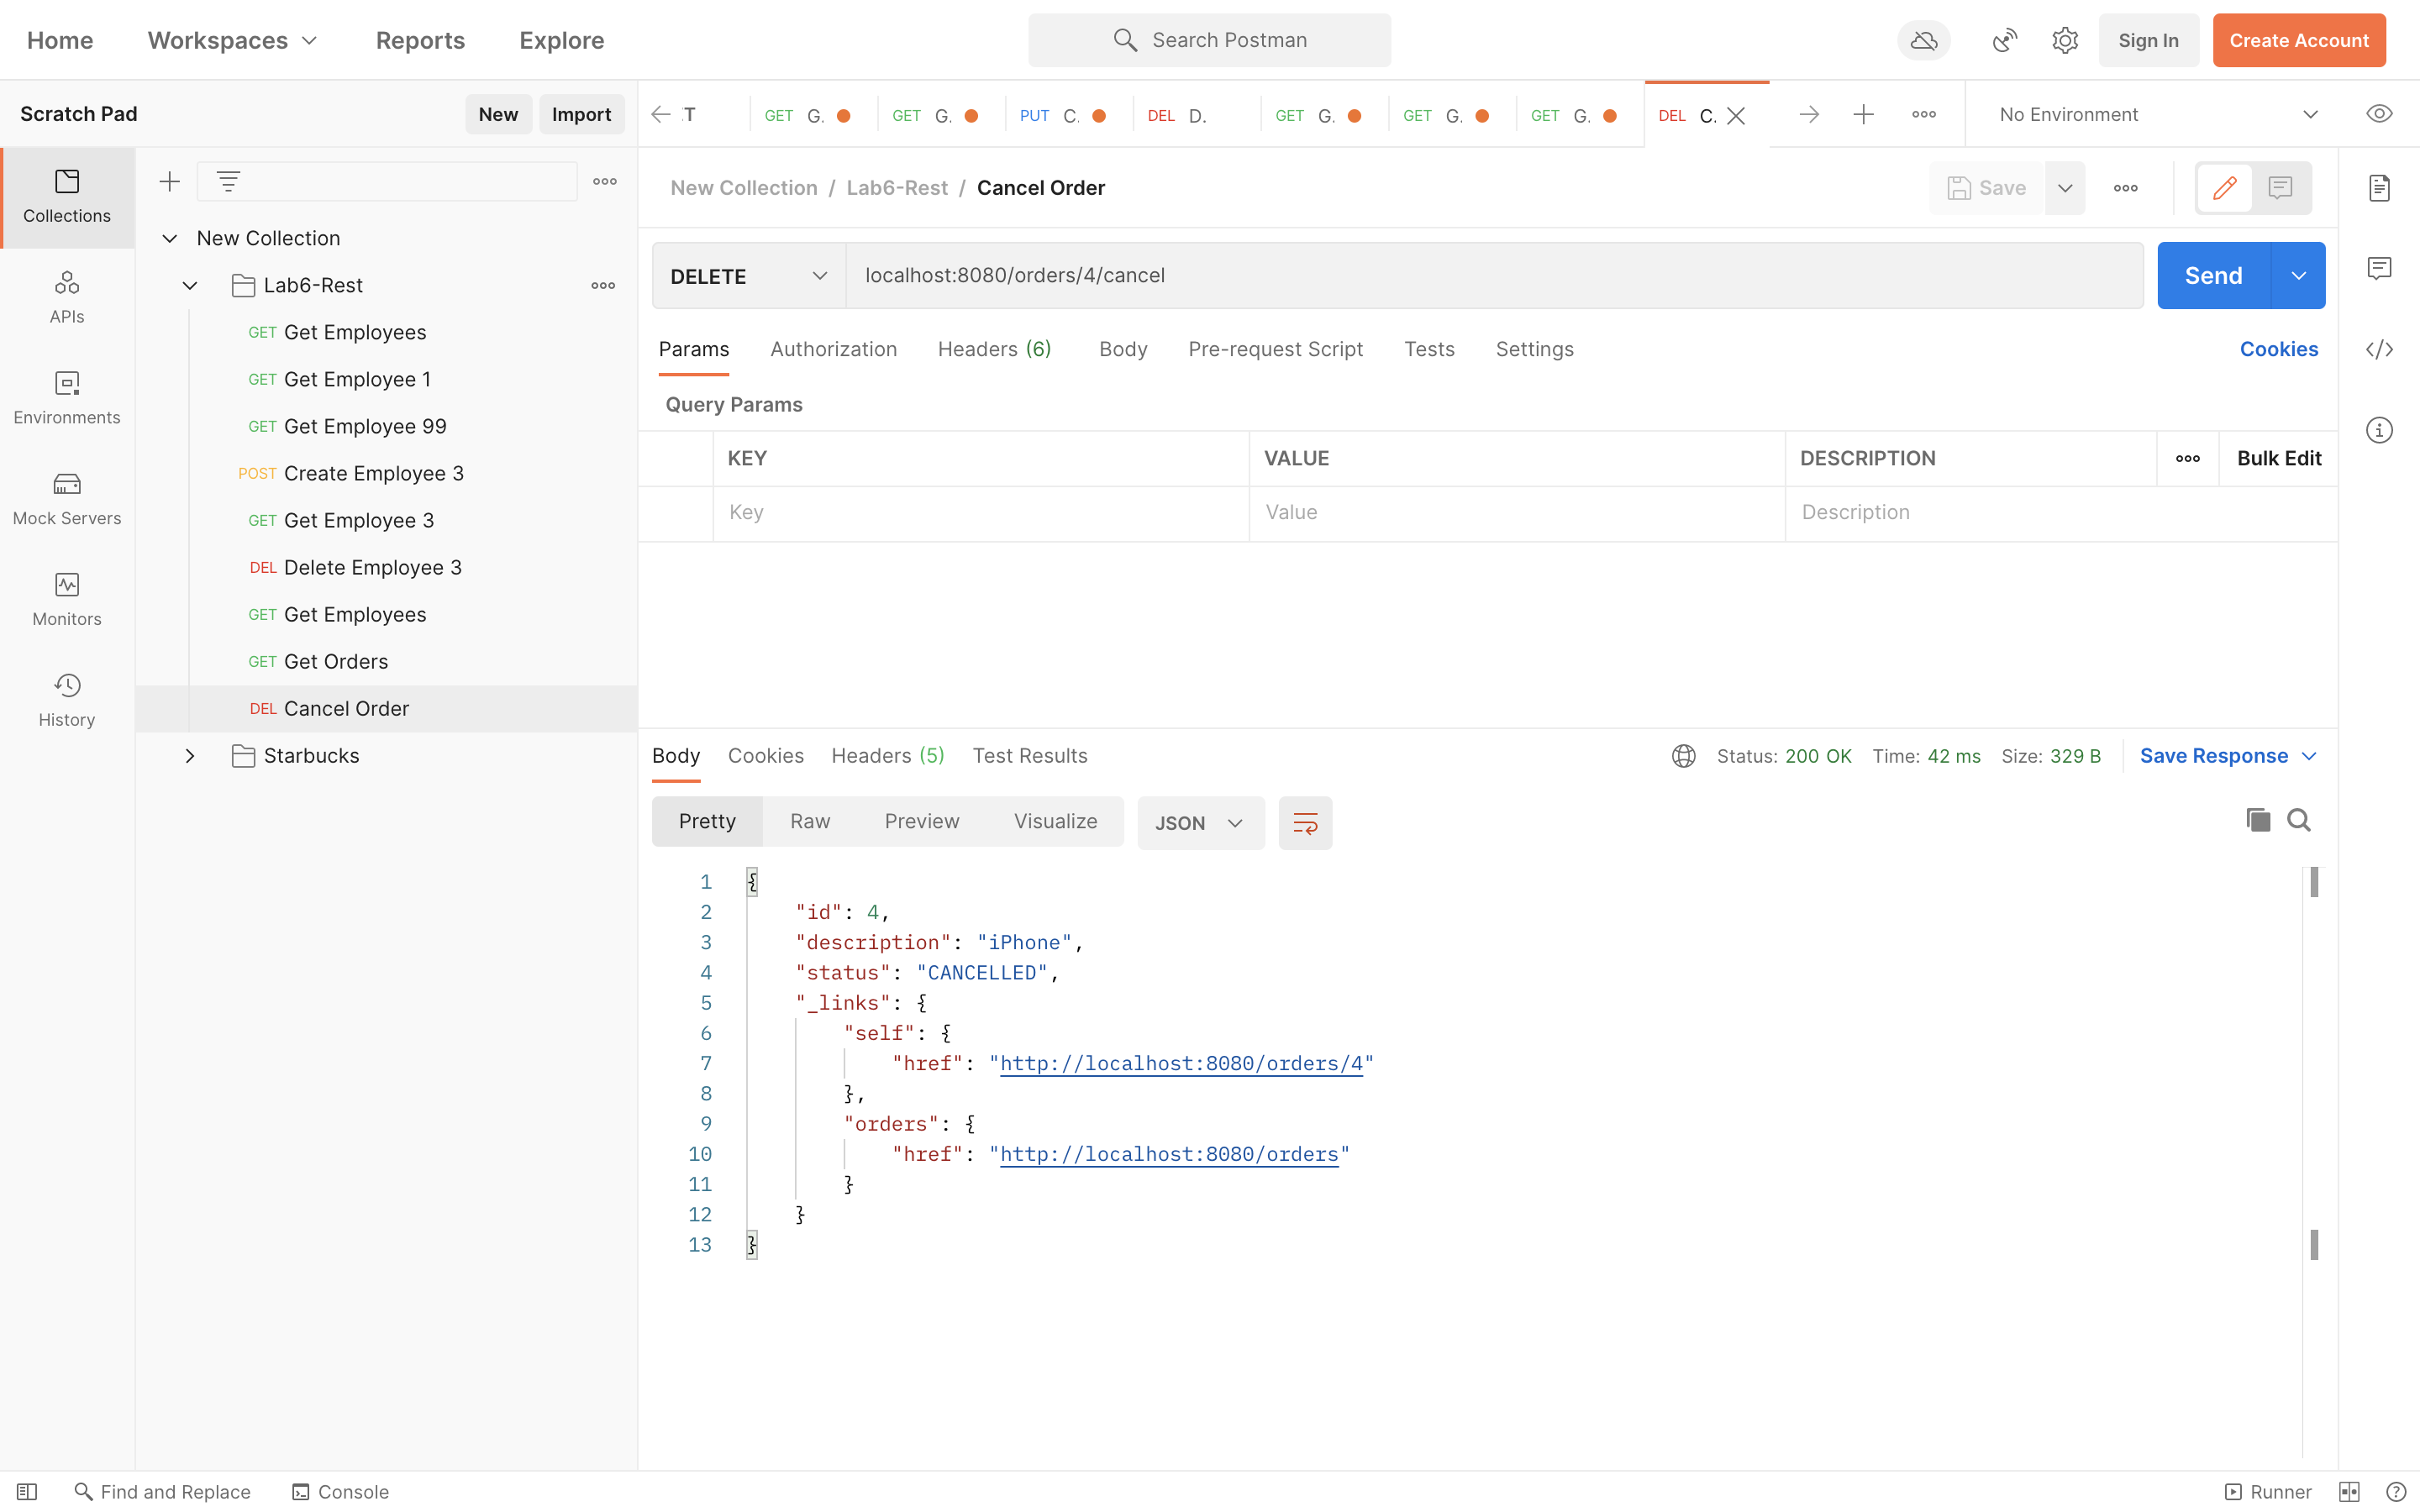 Home Workspaces Reports Explore Search Postman Sign In Create Account
Scratch Pad New Import
GET G. GET G. PUT C. DEL D. GET G. GET G. GET G. DEL C. No Environment
Collections
APIs
Environments
Mock Servers
Monitors
History
New Collection
Lab6-Rest
GET Get Employees
GET Get Employee 1
GET Get Employee 99
POST Create Employee 3
GET Get Employee 3
DEL Delete Employee 3
GET Get Employees
GET Get Orders
DEL Cancel Order
Starbucks
New Collection / Lab6-Rest / Cancel Order Save
DELETE localhost:8080/orders/4/cancel Send
Params Authorization Headers (6) Body Pre-request Script Tests Settings Cookies
Query Params
KEY VALUE DESCRIPTION Bulk Edit
Key Value Description
Body Cookies Headers (5) Test Results Status: 200 OK Time: 42 ms Size: 329 B Save Response
Pretty Raw Preview Visualize JSON
1 {
2 "id": 4,
3 "description": "iPhone",
4 "status": "CANCELLED",
5 "_links": {
6 "self": {
7 "href": "http://localhost:8080/orders/4"
8 },
9 "orders": {
10 "href": "http://localhost:8080/orders"
11 }
12 }
13 }
Find and Replace Console Runner